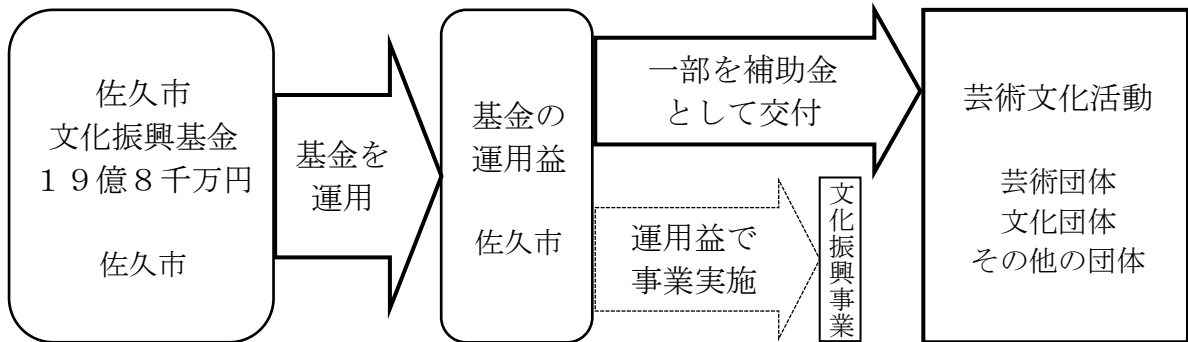 佐久市
文化振興基金
１９億８千万円
佐久市
基金を
運用
基金の
運用益
佐久市
一部を補助金
として交付
運用益で
事業実施
文化振興事業
芸術文化活動
芸術団体
文化団体
その他の団体